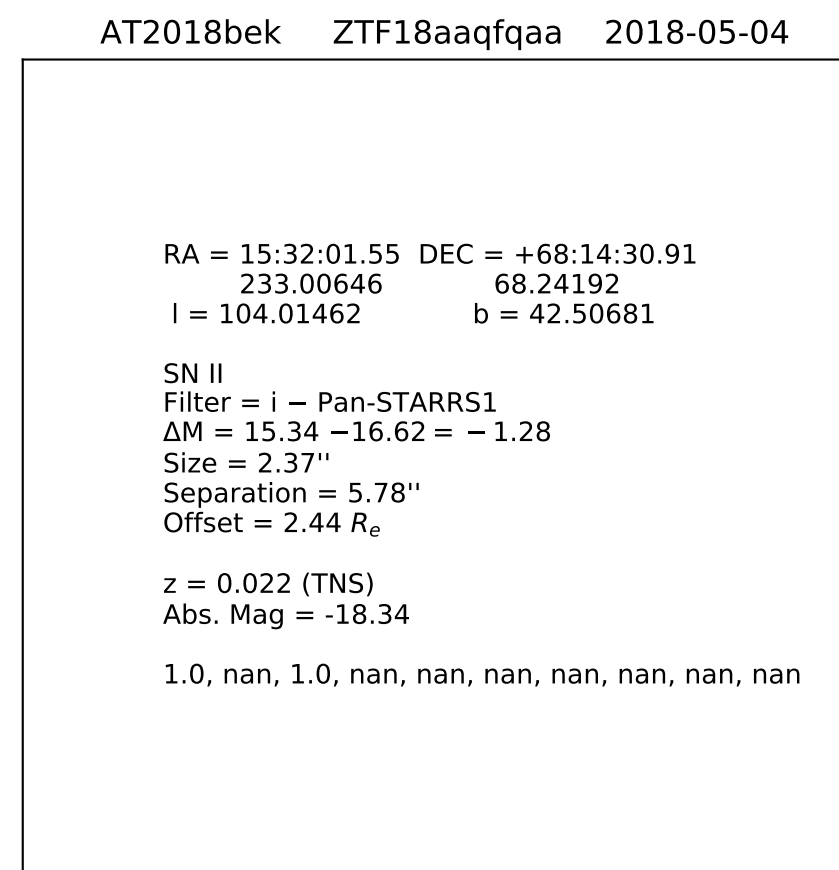 AT2018bek ZTF18aaqfqaa 2018-05-04
RA = 15:32:01.55 DEC = +68:14:30.91
233.00646 68.24192
l = 104.01462 b = 42.50681
SN II
Filter = i − Pan-STARRS1
ΔM = 15.34 −16.62 = − 1.28
Size = 2.37''
Separation = 5.78''
Offset = 2.44 Rₑ
z = 0.022 (TNS)
Abs. Mag = -18.34
1.0, nan, 1.0, nan, nan, nan, nan, nan, nan, nan